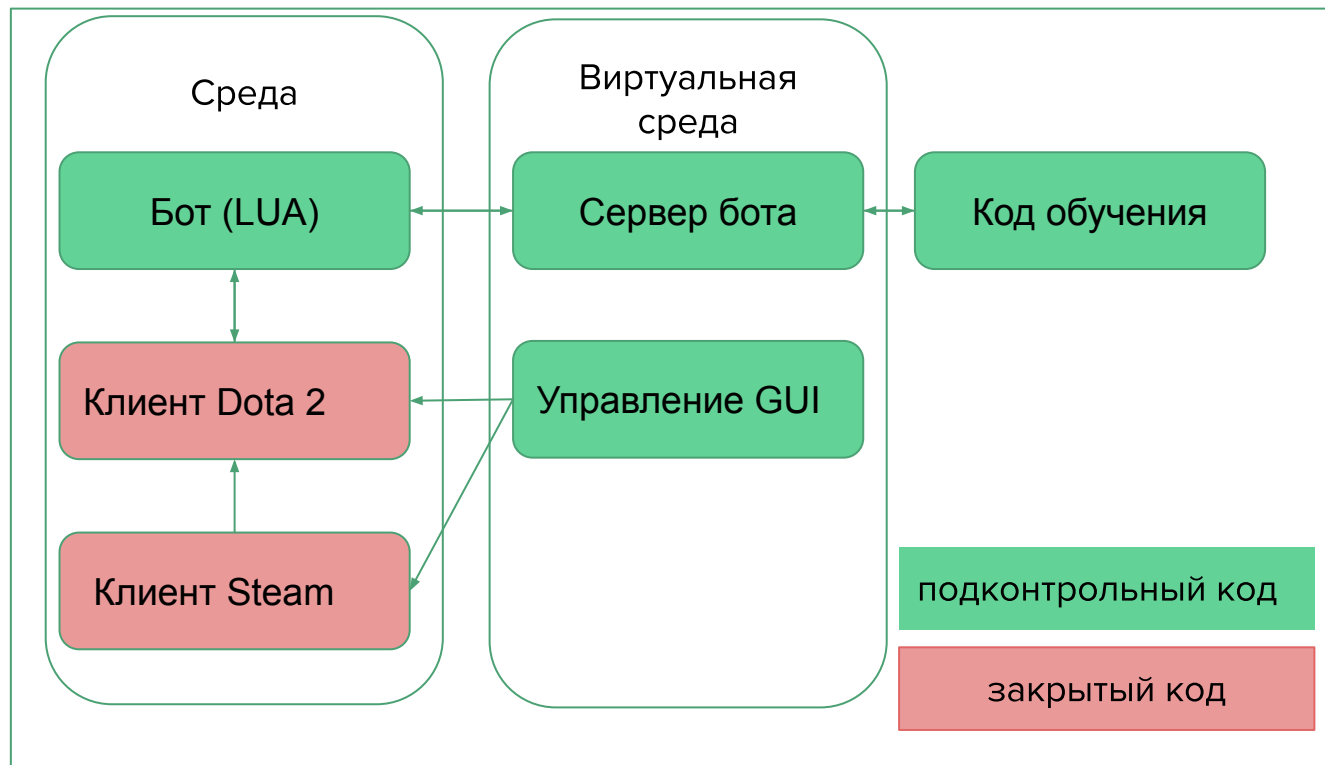 Среда
Виртуальная
среда
Бот (LUA)
Сервер бота
Код обучения
Клиент Dota 2
Управление GUI
Клиент Steam
подконтрольный код
закрытый код